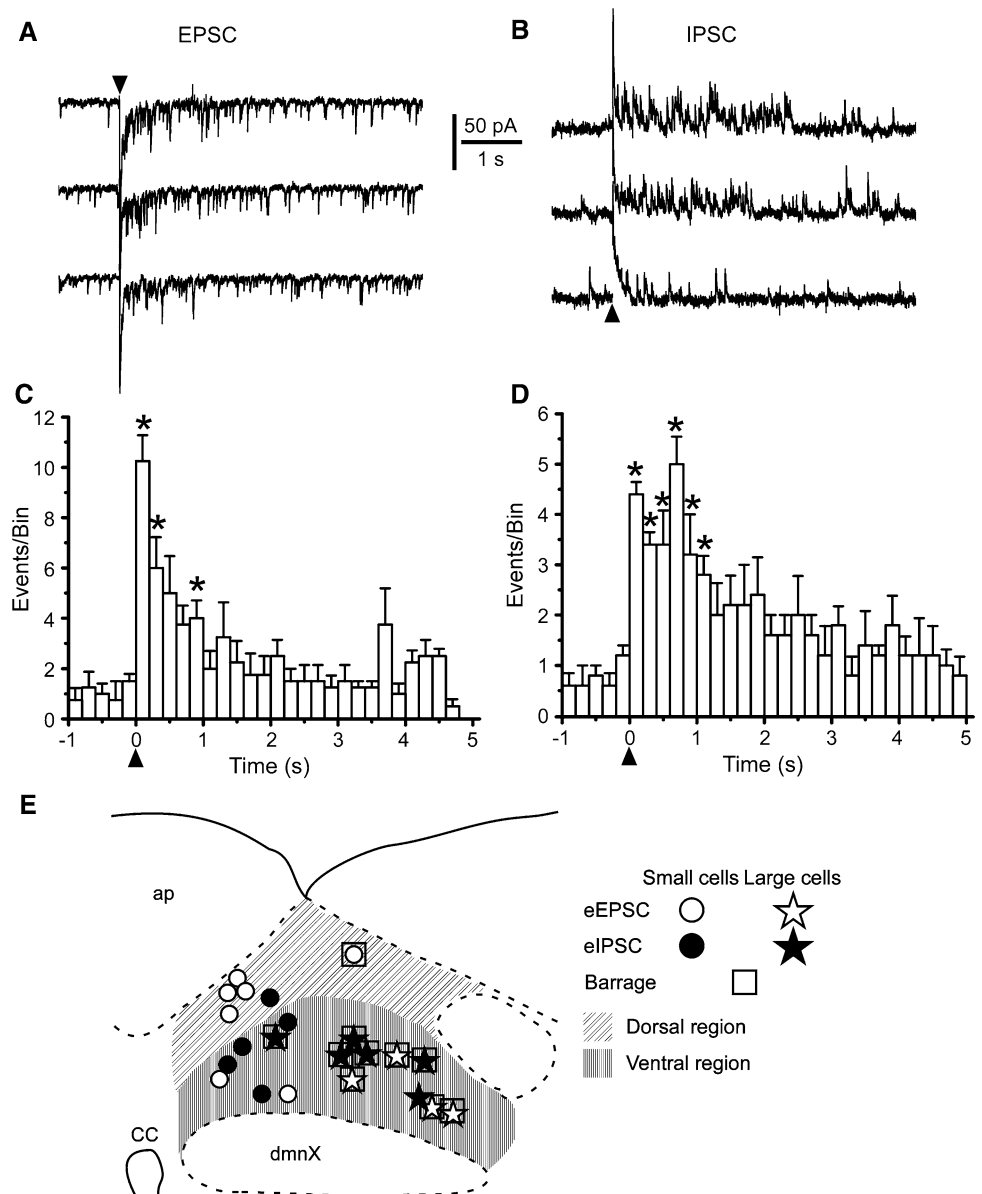 A
EPSC
50 pA
1 s
B
IPSC
C
12
10
8
6
4
2
0
Events/Bin
* * *
-1 0 1 2 3 4 5
Time (s)
D
6
5
4
3
2
1
0
Events/Bin
* * * * * *
-1 0 1 2 3 4 5
Time (s)
E
ap
CC
dmnX
Small cells Large cells
eEPSC
eIPSC
Barrage
Dorsal region
Ventral region